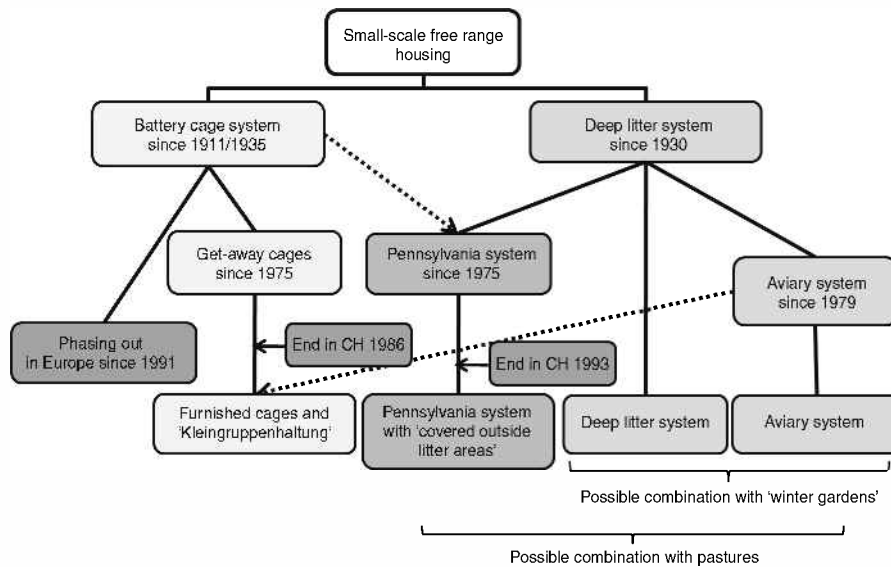 Small-scale free range
housing
Battery cage system
since 1911/1935
Deep litter system
since 1930
Get-away cages
since 1975
Pennsylvania system
since 1975
Aviary system
since 1979
Phasing out
in Europe since 1991
End in CH 1986
End in CH 1993
Furnished cages and
‘Kleingruppenhaltung’
Pennsylvania system
with ‘covered outside
litter areas’
Deep litter system
Aviary system
Possible combination with ‘winter gardens’
Possible combination with pastures